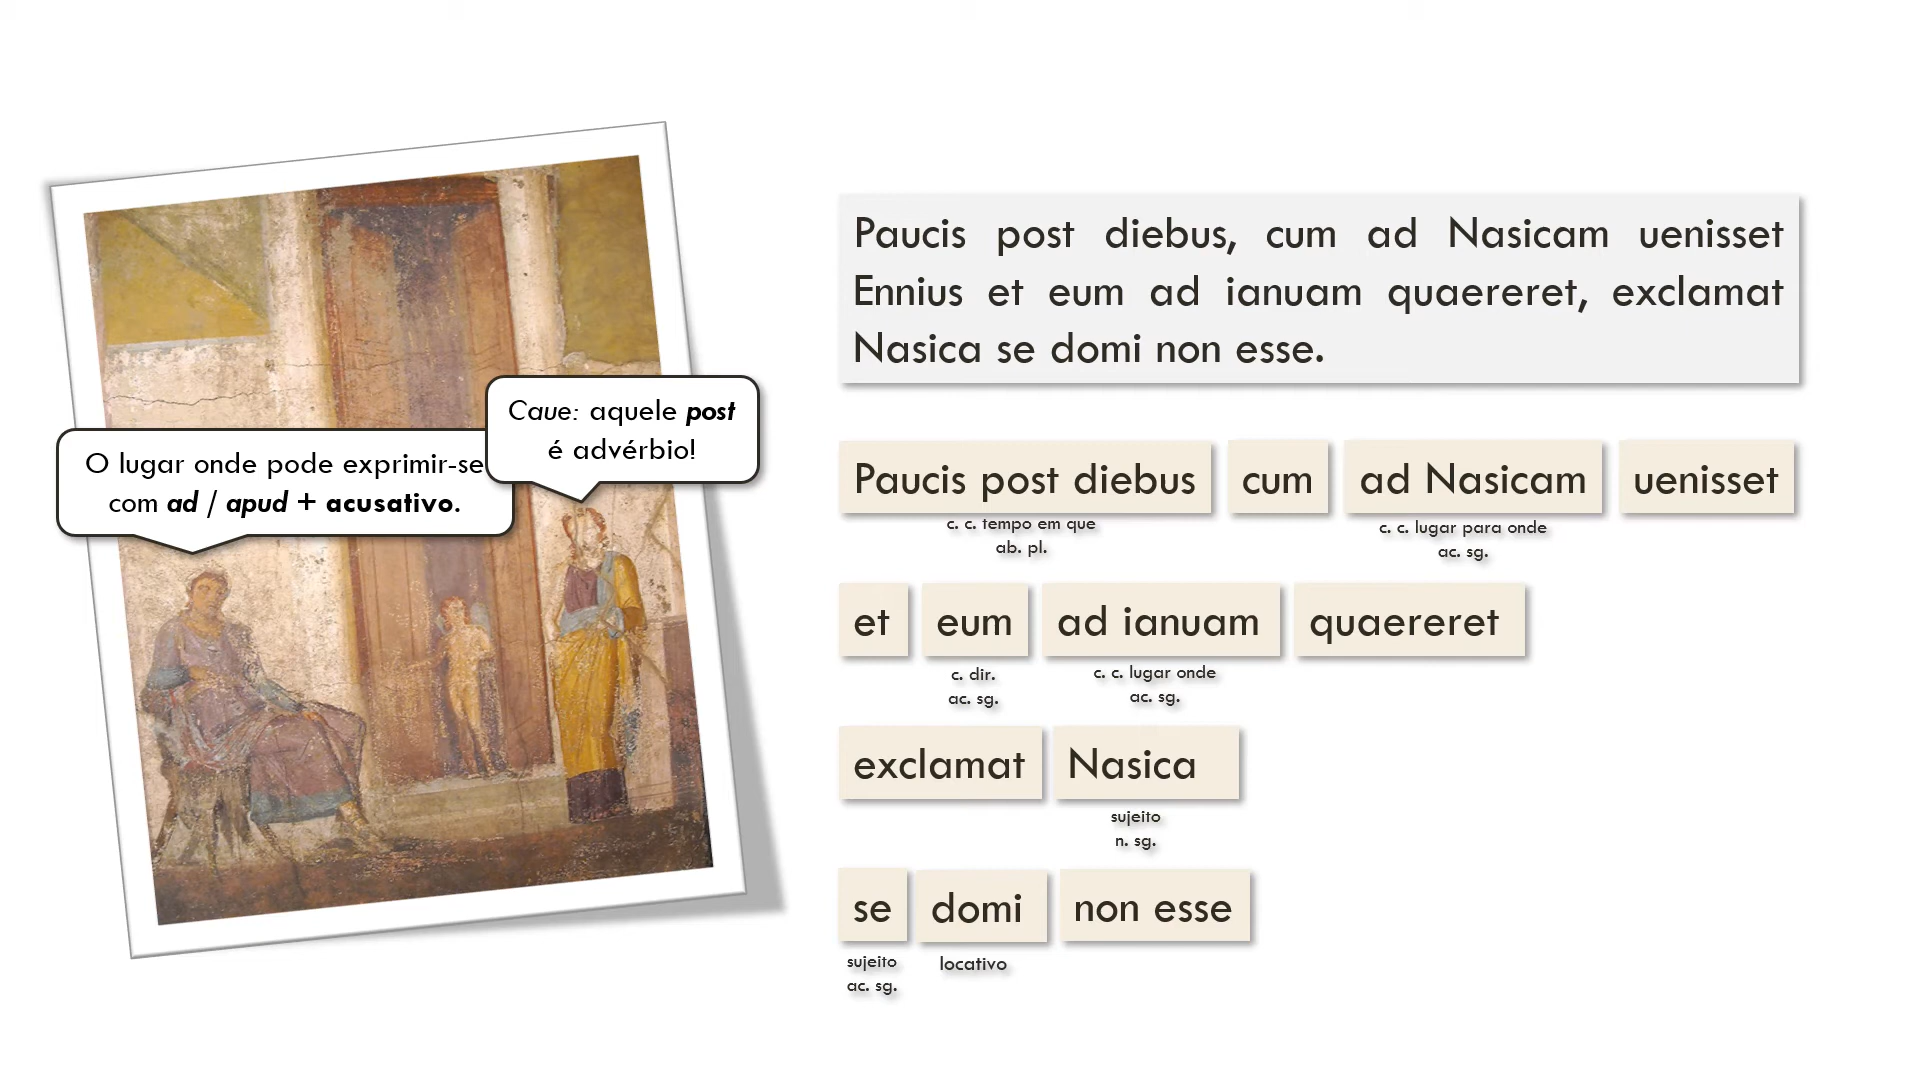 Paucis post diebus, cum ad Nasicam uenisset
Ennius et eum ad ianuam quaereret, exclamat
Nasica se domi non esse.
Caue: aquele post
é advérbio!
O lugar onde pode exprimir-se
com ad / apud + acusativo.
Paucis post diebus cum ad Nasicam uenisset
c. c. tempo em que c. c. lugar para onde
ab. pl. ac. sg.
et eum ad ianuam quaereret
c. dir. c. c. lugar onde
ac. sg. ac. sg.
exclamat Nasica
sujeito
n. sg.
se domi non esse
sujeito locativo
ac. sg.